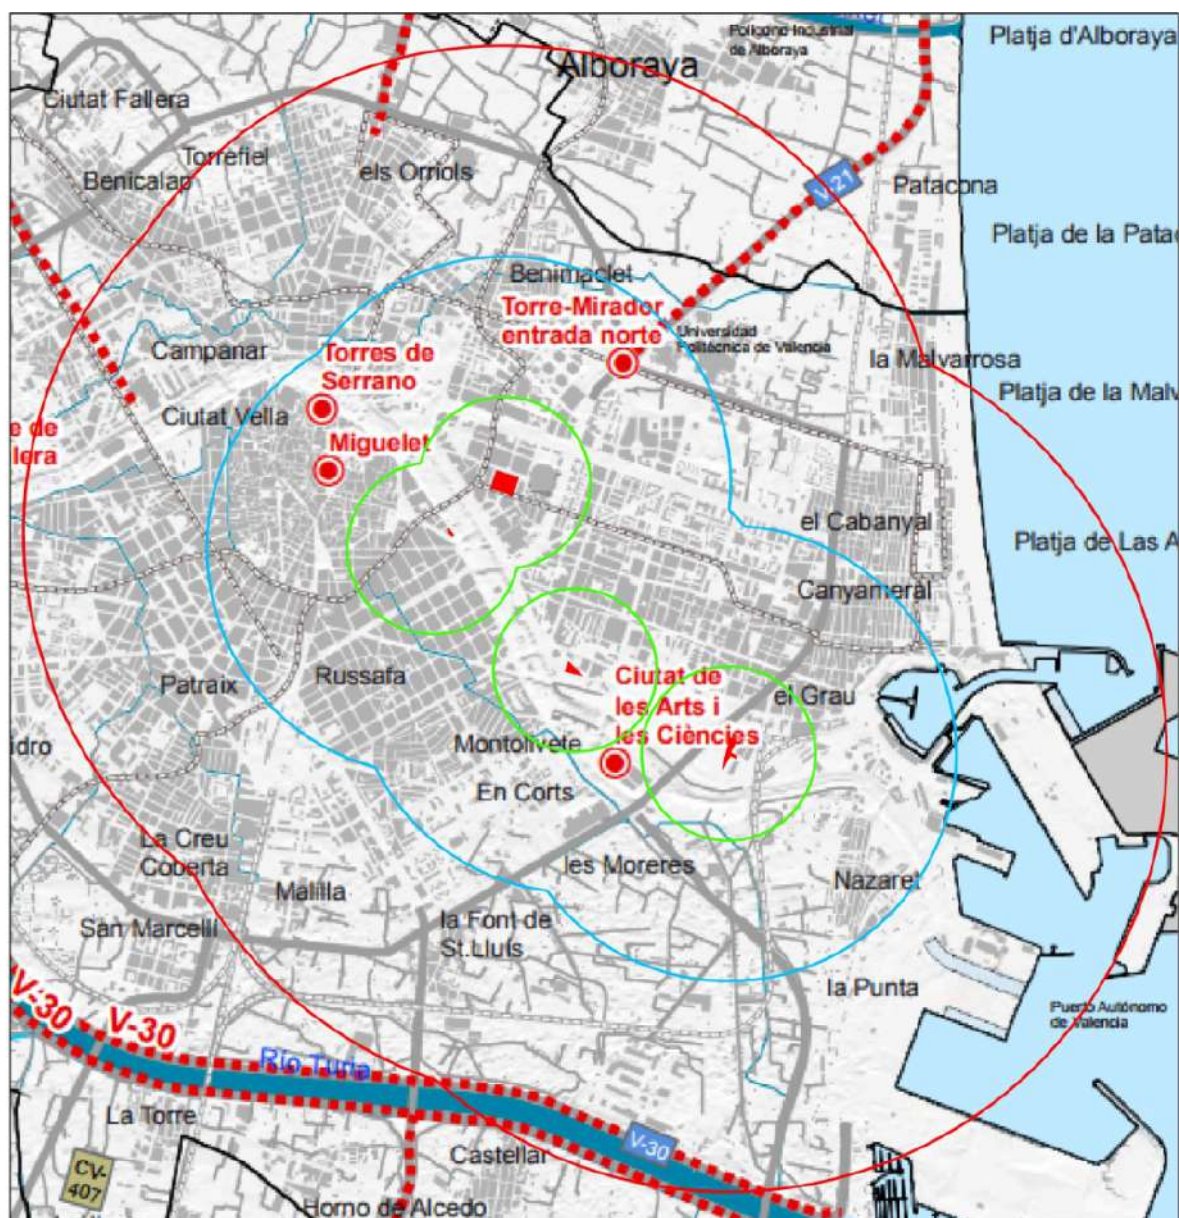 Polígono Industrial
de Alboraya
Platja d'Alboraya
Alboraya
Ciutat Fallera
Torrefiel
Benicalap
els Orriols
V-21
Patacona
Platja de la Patac
Benimaclet
Torre-Mirador
entrada norte
Universidad
Politécnica de Valencia
Campanar
Torres de
Serrano
la Malvarrosa
Platja de la Malv
Ciutat Vella
Miguelet
e de
llera
el Cabanyal
Platja de Las A
Canyameral
Russafa
Patraix
Ciutat de
les Arts i
les Ciències
el Grau
idro
Montolivete
En Corts
La Creu
Coberta
Malilla
les Moreres
Nazaret
San Marcelli
la Font de
St.Lluis
la Punta
V-30
V-30
Puerto Autónomo
de Valencia
Río Turia
La Torre
V-30
Castellar
CV-
407
Horno de Alcedo